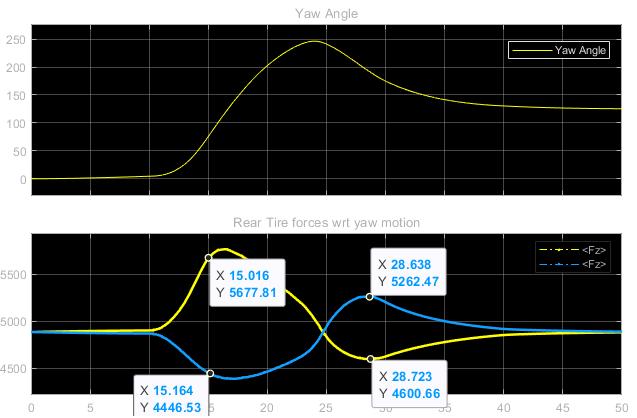 Yaw Angle
250
Yaw Angle
200
150
100
50
0
Rear Tire forces wrt yaw motion
<Fz>
<Fz>
X 28.638
Y 5262.47
5500
X 15.016
Y 5677.81
5000
4500
X 28.723
Y 4600.66
X 15.164
Y 4446.53
0 5 20 25 35 40 45 50